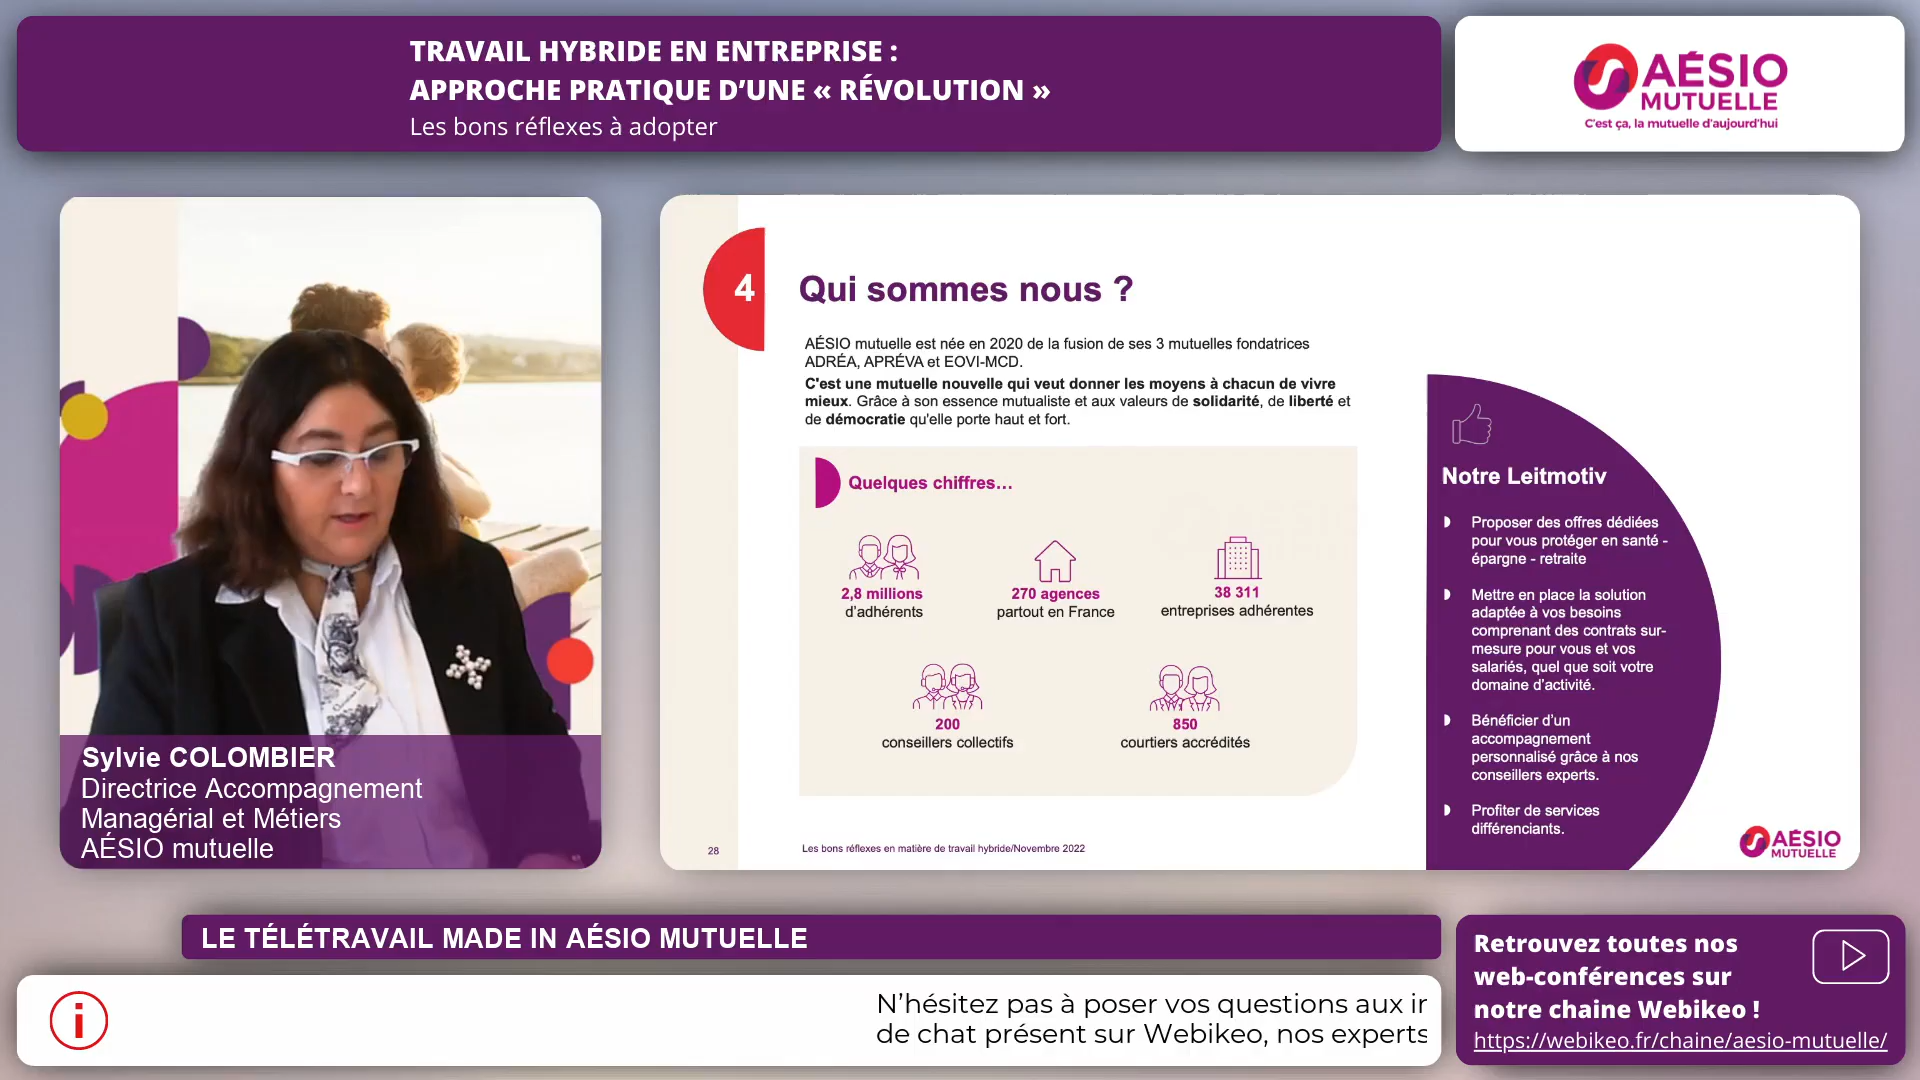 TRAVAIL HYBRIDE EN ENTREPRISE :
APPROCHE PRATIQUE D’UNE « RÉVOLUTION »
Les bons réflexes à adopter
AÉSIO
MUTUELLE
C'est ça, la mutuelle d'aujourd'hui
Sylvie COLOMBIER
Directrice Accompagnement
Managérial et Métiers
AÉSIO mutuelle
4
Qui sommes nous ?
AÉSIO mutuelle est née en 2020 de la fusion de ses 3 mutuelles fondatrices
ADRÉA, APRÉVA et EOVI-MCD.
C'est une mutuelle nouvelle qui veut donner les moyens à chacun de vivre
mieux. Grâce à son essence mutualiste et aux valeurs de solidarité, de liberté et
de démocratie qu'elle porte haut et fort.
Quelques chiffres…
2,8 millions
d’adhérents
270 agences
partout en France
38 311
entreprises adhérentes
200
conseillers collectifs
850
courtiers accrédités
Notre Leitmotiv
Proposer des offres dédiées
pour vous protéger en santé -
épargne - retraite
Mettre en place la solution
adaptée à vos besoins
comprenant des contrats sur-
mesure pour vous et vos
salariés, quel que soit votre
domaine d’activité.
Bénéficier d’un
accompagnement
personnalisé grâce à nos
conseillers experts.
Profiter de services
différenciants.
28
Les bons réflexes en matière de travail hybride/Novembre 2022
AÉSIO
MUTUELLE
LE TÉLÉTRAVAIL MADE IN AÉSIO MUTUELLE
N’hésitez pas à poser vos questions aux
de chat présent sur Webikeo, nos experts
Retrouvez toutes nos
web-conférences sur
notre chaine Webikeo !
https://webikeo.fr/chaine/aesio-mutuelle/